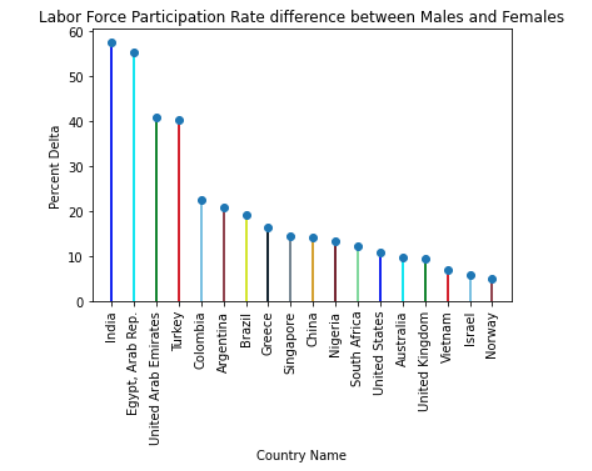 Labor Force Participation Rate difference between Males and Females
Percent Delta
60
50
40
30
20
10
0
India
Egypt, Arab Rep.
United Arab Emirates
Turkey
Colombia
Argentina
Brazil
Greece
Singapore
China
Nigeria
South Africa
United States
Australia
United Kingdom
Vietnam
Israel
Norway
Country Name